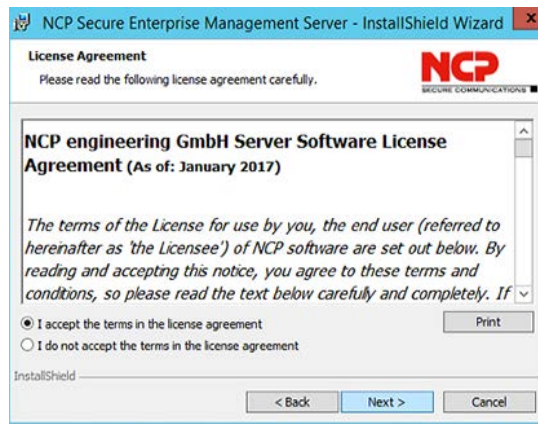 NCP Secure Enterprise Management Server - InstallShield Wizard
License Agreement
Please read the following license agreement carefully.
NCP
SECURE COMMUNICATIONS
NCP engineering GmbH Server Software License
Agreement (As of: January 2017)
The terms of the License for use by you, the end user (referred to
hereinafter as 'the Licensee') of NCP software are set out below. By
reading and accepting this notice, you agree to these terms and
conditions, so please read the text below carefully and completely. If
I accept the terms in the license agreement
Print
I do not accept the terms in the license agreement
InstallShield
< Back
Next >
Cancel